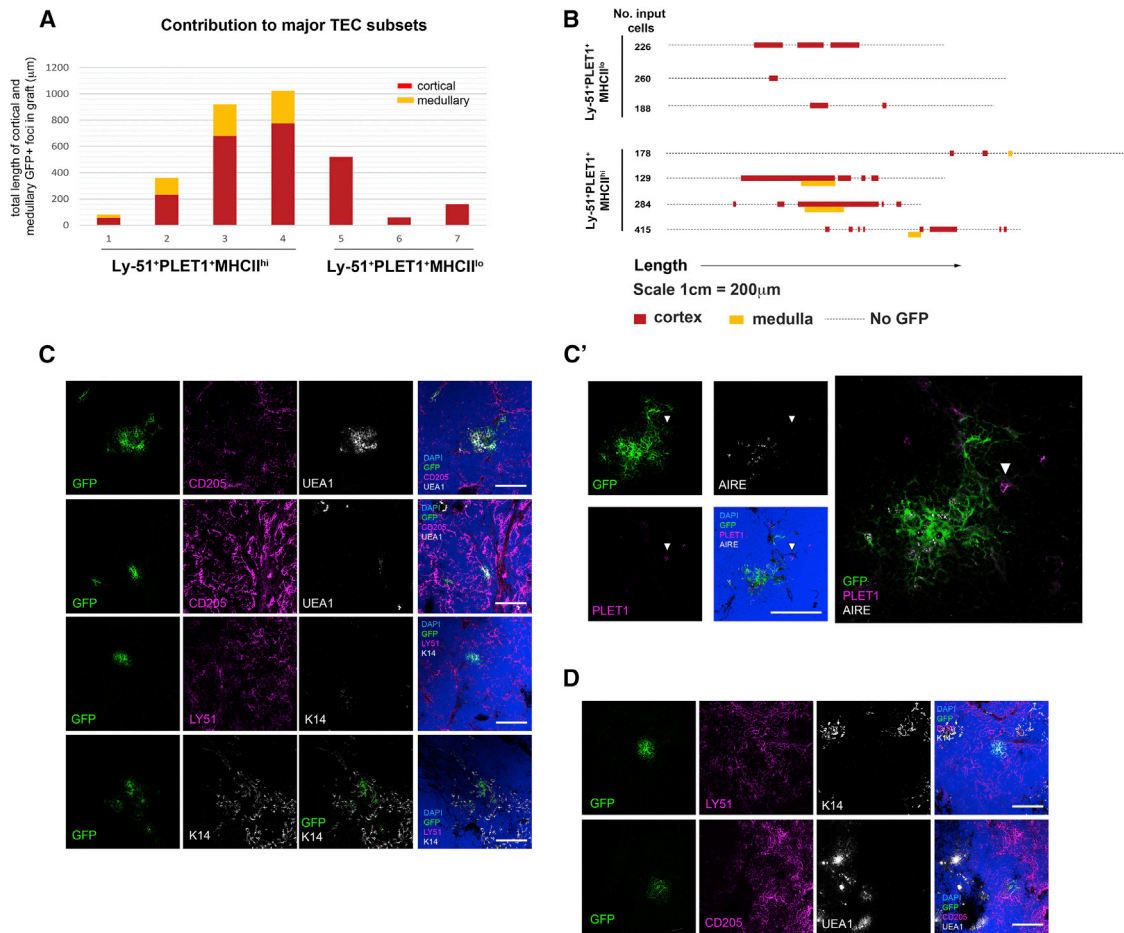 A
Contribution to major TEC subsets
total length of cortical and
medullary GFP+ foci in graft (μm)
1200
1000
800
600
400
200
0
cortical
medullary
1 2 3 4 5 6 7
Ly-51⁺PLET1⁺MHCIIʰⁱ Ly-51⁺PLET1⁺MHCIIˡᵒ
B
No. input
cells
Ly-51⁺PLET1⁺
MHCIIˡᵒ
226
260
188
Ly-51⁺PLET1⁺
MHCIIʰⁱ
178
129
284
415
Length
Scale 1cm = 200μm
cortex medulla No GFP
C
GFP CD205 UEA1
DAPI
GFP
CD205
UEA1
GFP CD205 UEA1
DAPI
GFP
CD205
UEA1
GFP LY51 K14
DAPI
GFP
LY51
K14
GFP K14
GFP
K14
DAPI
GFP
LY51
K14
C'
GFP AIRE
PLET1
DAPI
GFP
PLET1
AIRE
GFP
PLET1
AIRE
D
GFP LY51 K14
DAPI
GFP
K14
GFP CD205 UEA1
DAPI
GFP
CD205
UEA1